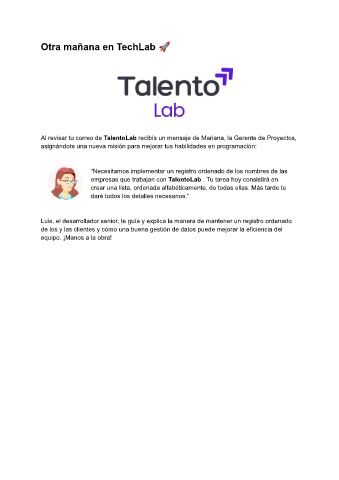 Otra mañana en TechLab 🚀
Talento
Lab
Al revisar tu correo de TalentoLab recibís un mensaje de Mariana, la Gerente de Proyectos,
asignándote una nueva misión para mejorar tus habilidades en programación:
"Necesitamos implementar un registro ordenado de los nombres de las
empresas que trabajan con TalentoLab . Tu tarea hoy consistirá en
crear una lista, ordenada alfabéticamente, de todas ellas. Más tarde te
daré todos los detalles necesarios."
Luis, el desarrollador senior, te guía y explica la manera de mantener un registro ordenado
de los y las clientes y cómo una buena gestión de datos puede mejorar la eficiencia del
equipo. ¡Manos a la obra!